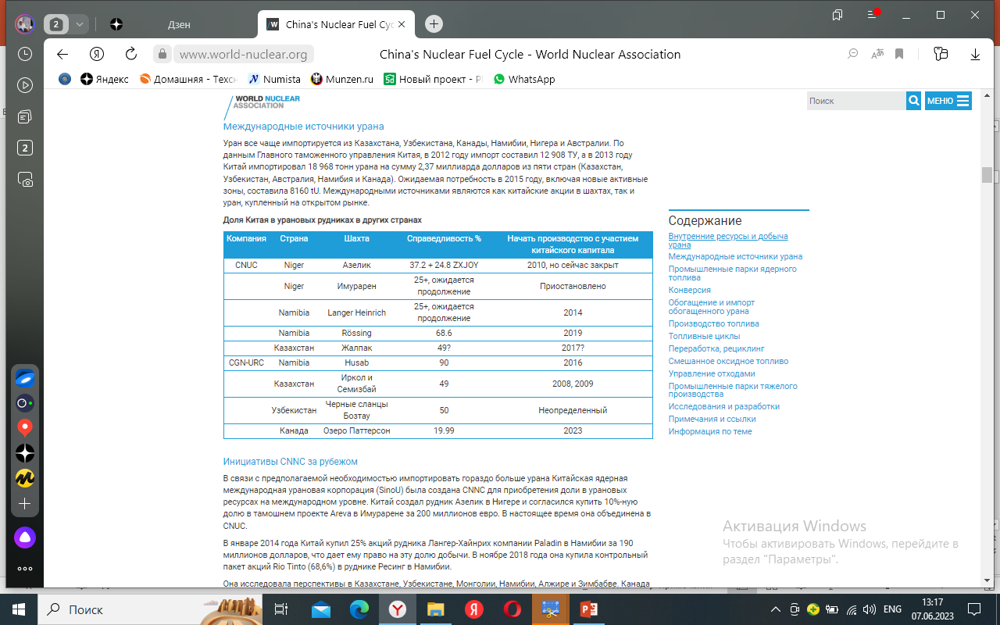 2
Дзен
China's Nuclear Fuel Cyc
www.world-nuclear.org
China's Nuclear Fuel Cycle - World Nuclear Association
Яндекс
Домашняя - Техн
Numista
Munzen.ru
Новый проект - Pl
WhatsApp
WORLD NUCLEAR
ASSOCIATION
Поиск
МЕНЮ
Международные источники урана
Уран все чаще импортируется из Казахстана, Узбекистана, Канады, Намибии, Нигера и Австралии. По
данным Главного таможенного управления Китая, в 2012 году импорт составил 12 908 ТУ, а в 2013 году
Китай импортировал 18 968 тонн урана на сумму 2,37 миллиарда долларов из пяти стран (Казахстан,
Узбекистан, Австралия, Намибия и Канада). Ожидаемая потребность в 2015 году, включая новые активные
зоны, составила 8160 tU. Международными источниками являются как китайские акции в шахтах, так и
уран, купленный на открытом рынке.
Доля Китая в урановых рудниках в других странах
Компания Страна Шахта Справедливость % Начать производство с участием
китайского капитала
CNUC Niger Азелик 37.2 + 24.8 ZXJOY 2010, но сейчас закрыт
Niger Имурарен 25+, ожидается
продолжение Приостановлено
Namibia Langer Heinrich 25+, ожидается
продолжение 2014
Namibia Rössing 68.6 2019
Казахстан Жалпак 49? 2017?
CGN-URC Namibia Husab 90 2016
Казахстан Иркол и
Семизбай 49 2008, 2009
Узбекистан Черные сланцы
Бозтау 50 Неопределенный
Канада Озеро Паттерсон 19.99 2023
Содержание
Внутренние ресурсы и добыча
урана
Международные источники урана
Промышленные парки ядерного
топлива
Конверсия
Обогащение и импорт
обогащенного урана
Производство топлива
Топливные циклы
Переработка, рециклинг
Смешанное оксидное топливо
Управление отходами
Промышленные парки тяжелого
производства
Исследования и разработки
Примечания и ссылки
Информация по теме
Инициативы CNNC за рубежом
В связи с предполагаемой необходимостью импортировать гораздо больше урана Китайская ядерная
международная урановая корпорация (SinoU) была создана CNNC для приобретения доли в урановых
ресурсах на международном уровне. Китай создал рудник Азелик в Нигере и согласился купить 10%-ную
долю в тамошнем проекте Areva в Имурарене за 200 миллионов евро. В настоящее время она объединена в
CNUC.
В январе 2014 года Китай купил 25% акций рудника Лангер-Хайнрих компании Paladin в Намибии за 190
миллионов долларов, что дает ему право на эту долю добычи. В ноябре 2018 года она купила контрольный
пакет акций Rio Tinto (68,6%) в руднике Ресинг в Намибии.
Она исследовала перспективы в Казахстане, Узбекистане, Монголии, Намибии, Алжире и Зимбабве. Канада
Активация Windows
Чтобы активировать Windows, перейдите в
раздел "Параметры".
2
Поиск
ENG
13:17
07.06.2023